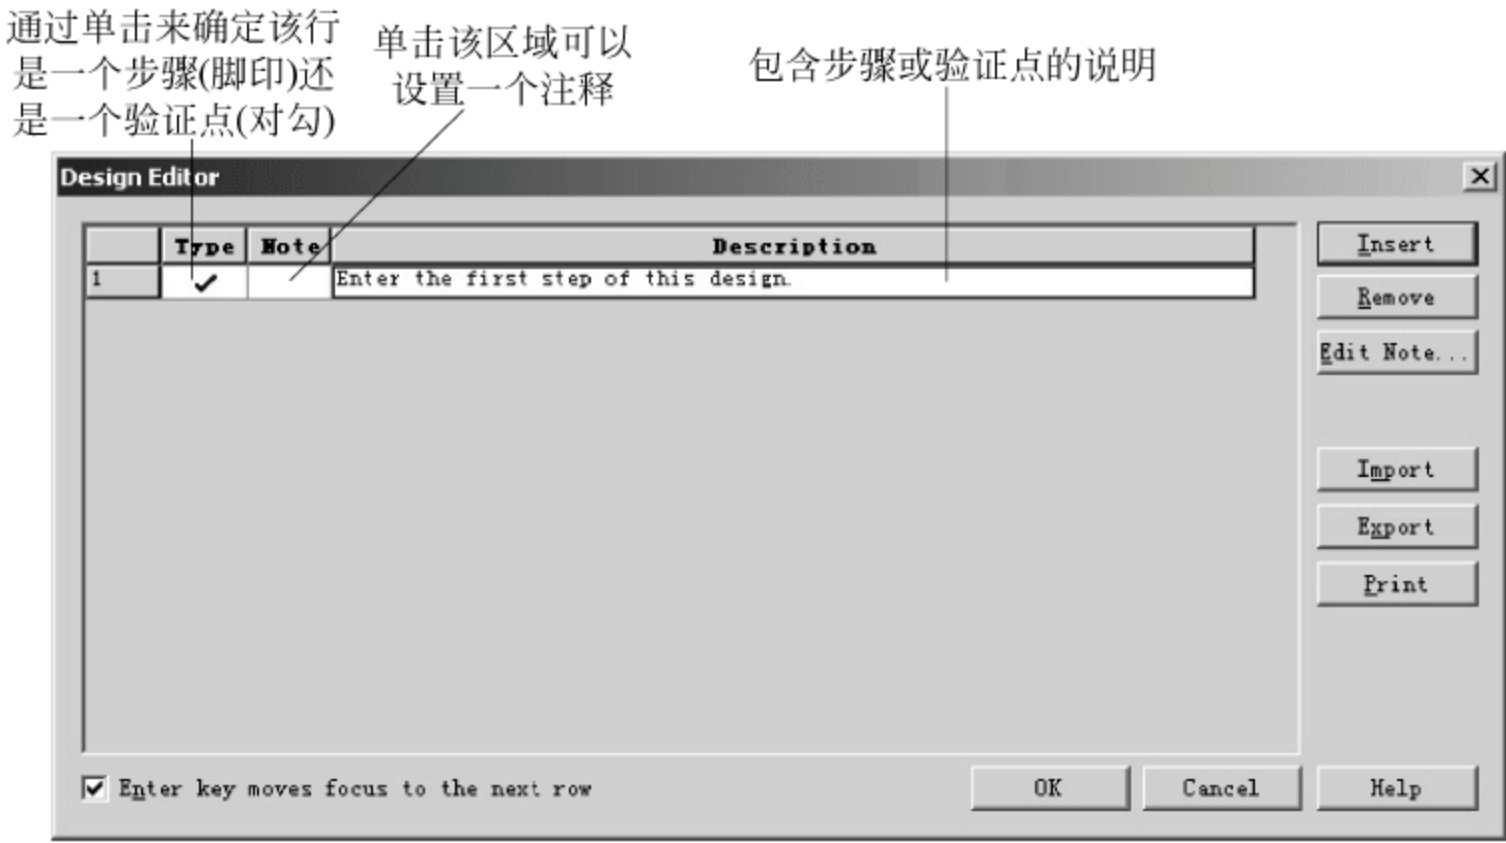 通过单击来确定该行
是一个步骤(脚印)还
是一个验证点(对勾)
单击该区域可以
设置一个注释
包含步骤或验证点的说明
Design Editor
Type Note Description
1 Enter the first step of this design.
Insert
Remove
Edit Note...
Import
Export
Print
Enter key moves focus to the next row
OK Cancel Help